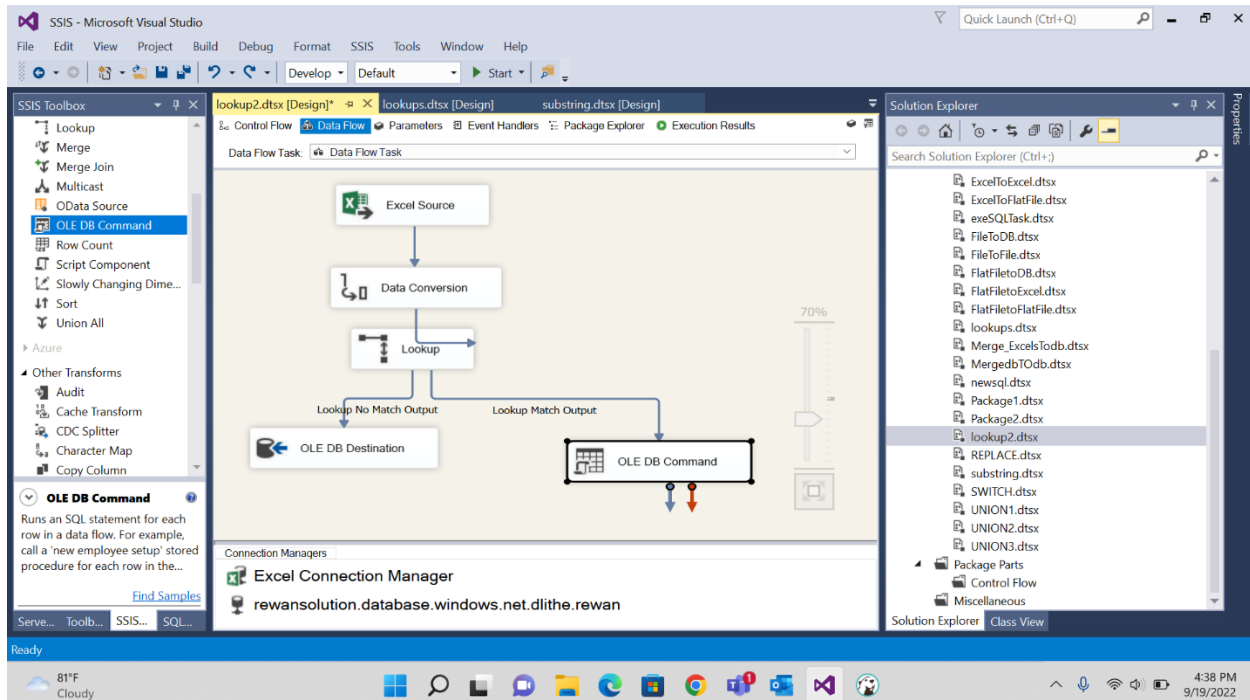 SSIS - Microsoft Visual Studio
Quick Launch (Ctrl+Q)
File Edit View Project Build Debug Format SSIS Tools Window Help
Develop Default Start
SSIS Toolbox
Lookup
Merge
Merge Join
Multicast
OData Source
OLE DB Command
Row Count
Script Component
Slowly Changing Dime...
Sort
Union All
Azure
Other Transforms
Audit
Cache Transform
CDC Splitter
Character Map
Copy Column
OLE DB Command
Runs an SQL statement for each
row in a data flow. For example,
call a 'new employee setup' stored
procedure for each row in the...
Find Samples
Serve... Toolb... SSIS... SQL...
lookup2.dtsx [Design]* lookups.dtsx [Design] substring.dtsx [Design]
Control Flow Data Flow Parameters Event Handlers Package Explorer Execution Results
Data Flow Task: Data Flow Task
Excel Source
Data Conversion
Lookup
Lookup No Match Output
Lookup Match Output
OLE DB Destination
OLE DB Command
70%
Connection Managers
Excel Connection Manager
rewansolution.database.windows.net.dlithe.rewan
Solution Explorer
Search Solution Explorer (Ctrl+;)
ExcelToExcel.dtsx
ExcelToFlatFile.dtsx
exeSQLTask.dtsx
FileToDB.dtsx
FileToFile.dtsx
FlatFiletoDB.dtsx
FlatFiletoExcel.dtsx
FlatFiletoFlatFile.dtsx
lookups.dtsx
Merge_ExcelsTodb.dtsx
MergedbTOdb.dtsx
newsql.dtsx
Package1.dtsx
Package2.dtsx
lookup2.dtsx
REPLACE.dtsx
substring.dtsx
SWITCH.dtsx
UNION1.dtsx
UNION2.dtsx
UNION3.dtsx
Package Parts
Control Flow
Miscellaneous
Solution Explorer Class View
Properties
Ready
81°F
Cloudy
4:38 PM
9/19/2022